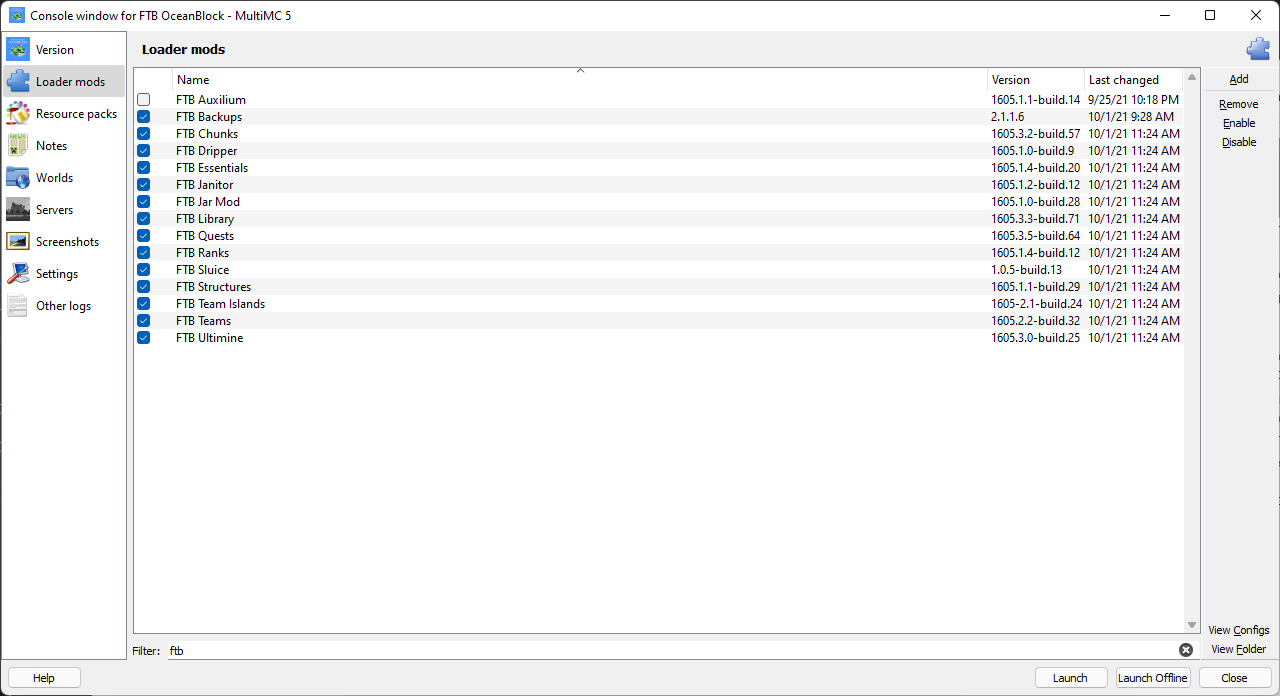 Console window for FTB OceanBlock - MultiMC 5
Version
Loader mods
Resource packs
Notes
Worlds
Servers
Screenshots
Settings
Other logs
Loader mods
Name Version Last changed
FTB Auxilium 1605.1.1-build.14 9/25/21 10:18 PM
FTB Backups 2.1.1.6 10/1/21 9:28 AM
FTB Chunks 1605.3.2-build.57 10/1/21 11:24 AM
FTB Dripper 1605.1.0-build.9 10/1/21 11:24 AM
FTB Essentials 1605.1.4-build.20 10/1/21 11:24 AM
FTB Janitor 1605.1.2-build.12 10/1/21 11:24 AM
FTB Jar Mod 1605.1.0-build.28 10/1/21 11:24 AM
FTB Library 1605.3.3-build.71 10/1/21 11:24 AM
FTB Quests 1605.3.5-build.64 10/1/21 11:24 AM
FTB Ranks 1605.1.4-build.12 10/1/21 11:24 AM
FTB Sluice 1.0.5-build.13 10/1/21 11:24 AM
FTB Structures 1605.1.1-build.29 10/1/21 11:24 AM
FTB Team Islands 1605-2.1-build.24 10/1/21 11:24 AM
FTB Teams 1605.2.2-build.32 10/1/21 11:24 AM
FTB Ultimine 1605.3.0-build.25 10/1/21 11:24 AM
Add
Remove
Enable
Disable
View Configs
View Folder
Filter: ftb
Help
Launch
Launch Offline
Close